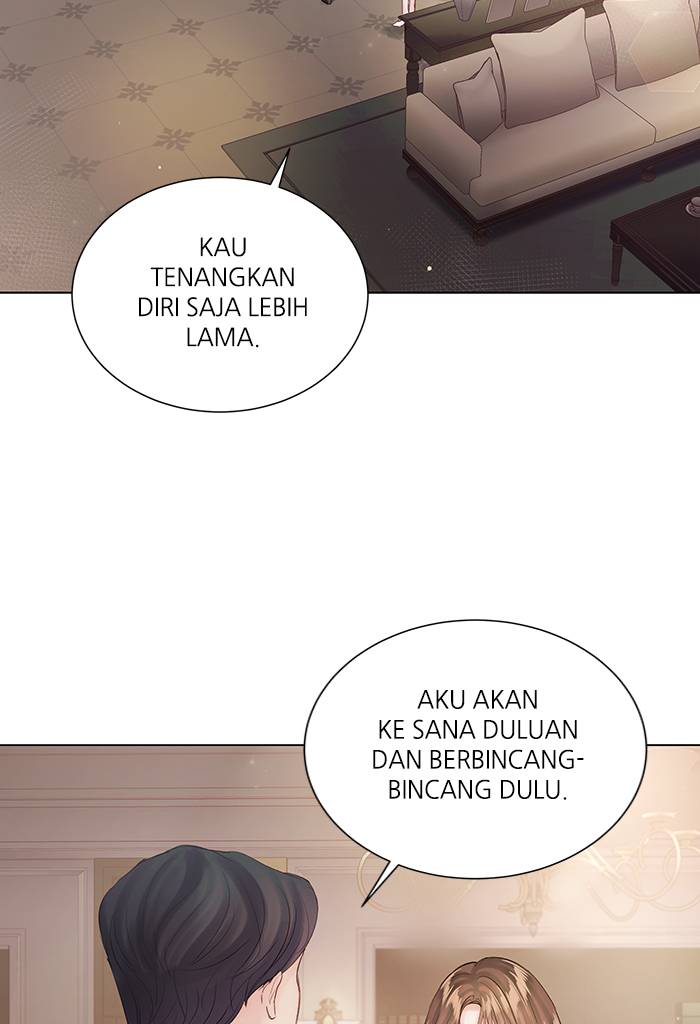 KAU
TENANGKAN
DIRI SAJA LEBIH
LAMA.
AKU AKAN
KE SANA DULUAN
DAN BERBINCANG-
BINCANG DULU.